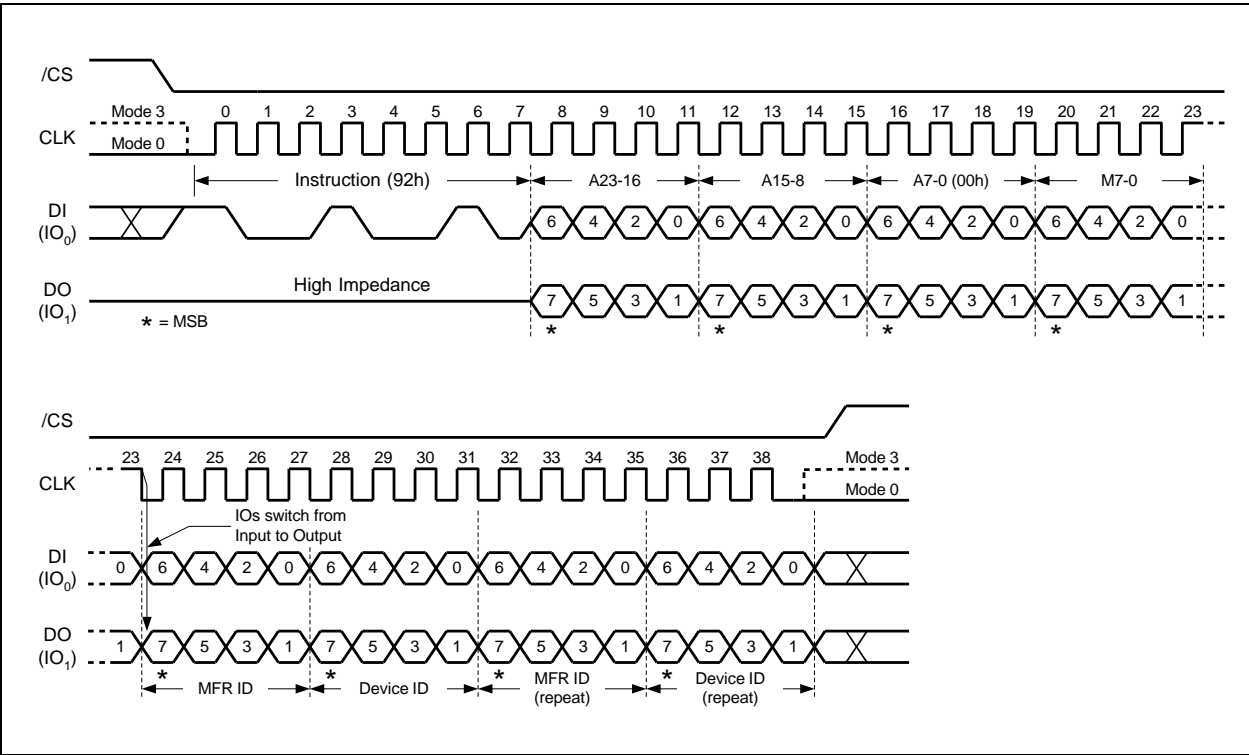 /CS
Mode 3 0 1 2 3 4 5 6 7 8 9 10 11 12 13 14 15 16 17 18 19 20 21 22 23
CLK
Mode 0
Instruction (92h) A23-16 A15-8 A7-0 (00h) M7-0
DI
(IO0) 6 4 2 0 6 4 2 0 6 4 2 0 6 4 2 0
High Impedance
DO
(IO1) 7 5 3 1 7 5 3 1 7 5 3 1 7 5 3 1
* = MSB * * * *
/CS
23 24 25 26 27 28 29 30 31 32 33 34 35 36 37 38 Mode 3
CLK
Mode 0
IOs switch from
Input to Output
DI
(IO0) 0 6 4 2 0 6 4 2 0 6 4 2 0 6 4 2 0
DO
(IO1) 1 7 5 3 1 7 5 3 1 7 5 3 1 7 5 3 1
* * * *
MFR ID Device ID MFR ID
(repeat) Device ID
(repeat)